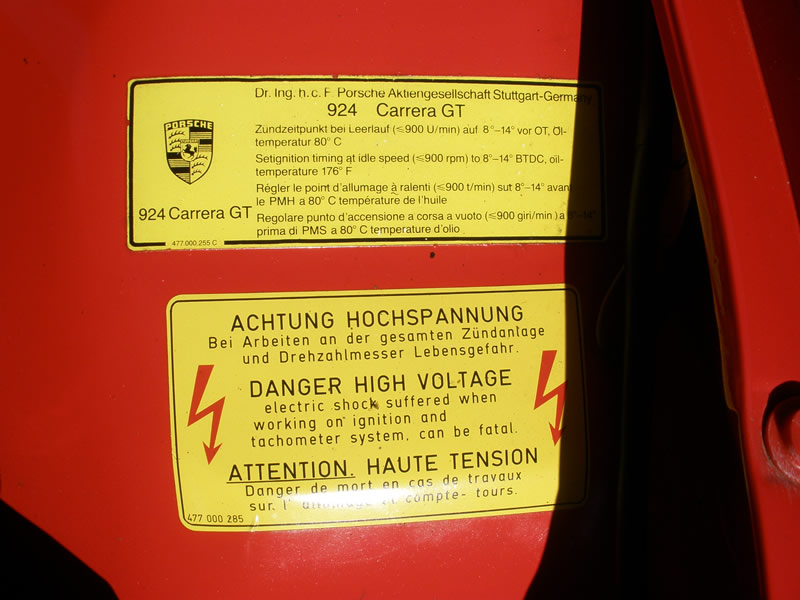 Dr. Ing. h. c. F. Porsche Aktiengesellschaft Stuttgart-Germany
924 Carrera GT
PORSCHE
Zündzeitpunkt bei Leerlauf (≤900 U/min) auf 8°-14° vor OT, Öl-
temperatur 80° C
Setignition timing at idle speed (≤900 rpm) to 8°-14° BTDC, oil-
temperature 176° F
Régler le point d'allumage à ralenti (≤900 t/min) sut 8°-14° avan
le PMH a 80° C température de l'huile
924 Carrera GT
Regolare punto d'accensione a corsa a vuoto (≤900 giri/min) a 8°-14°
prima di PMS a 80° C temperature d'olio
477.000.255 C
ACHTUNG HOCHSPANNUNG
Bei Arbeiten an der gesamten Zündanlage
und Drehzahlmesser Lebensgefahr.
DANGER HIGH VOLTAGE
electric shock suffered when
working on ignition and
tachometer system, can be fatal.
ATTENTION. HAUTE TENSION
Danger de mort en cas de travaux
sur l'allumage et compte- tours.
477 000 285